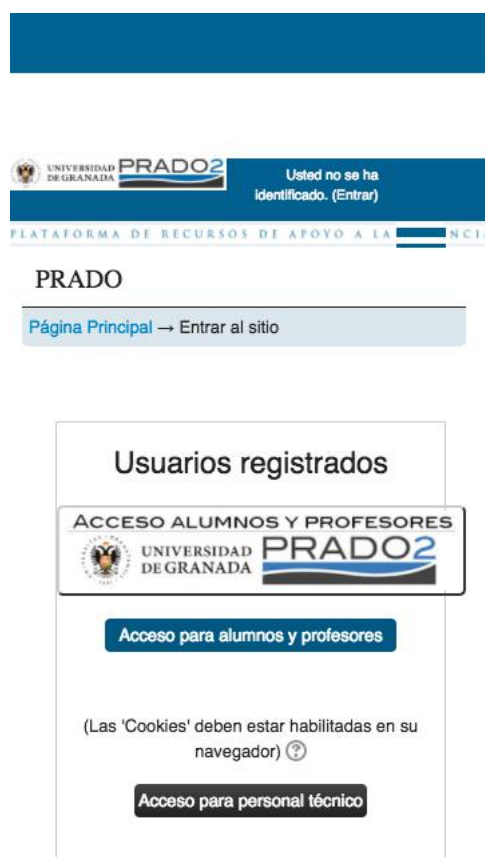 UNIVERSIDAD
DE GRANADA
PRADO2
Usted no se ha
identificado. (Entrar)
PLATAFORMA DE RECURSOS DE APOYO A LA NCIA
PRADO
Página Principal → Entrar al sitio
Usuarios registrados
ACCESO ALUMNOS Y PROFESORES
UNIVERSIDAD
DE GRANADA
PRADO2
Acceso para alumnos y profesores
(Las 'Cookies' deben estar habilitadas en su
navegador) ?
Acceso para personal técnico